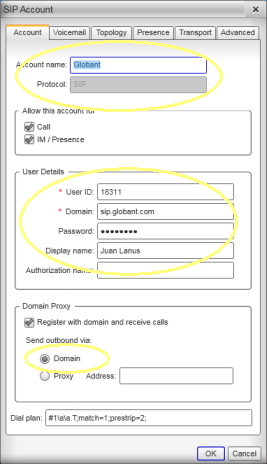 SIP Account
Account Voicemail Topology Presence Transport Advanced
Account name: Globant
Protocol: SIP
Allow this account for
Call
IM / Presence
User Details
* User ID: 18311
* Domain: sip.globant.com
Password: ●●●●●●●●
Display name: Juan Lanus
Authorization name:
Domain Proxy
Register with domain and receive calls
Send outbound via:
Domain
Proxy Address:
Dial plan: #1\a\a.T;match=1;prestrip=2;
OK Cancel